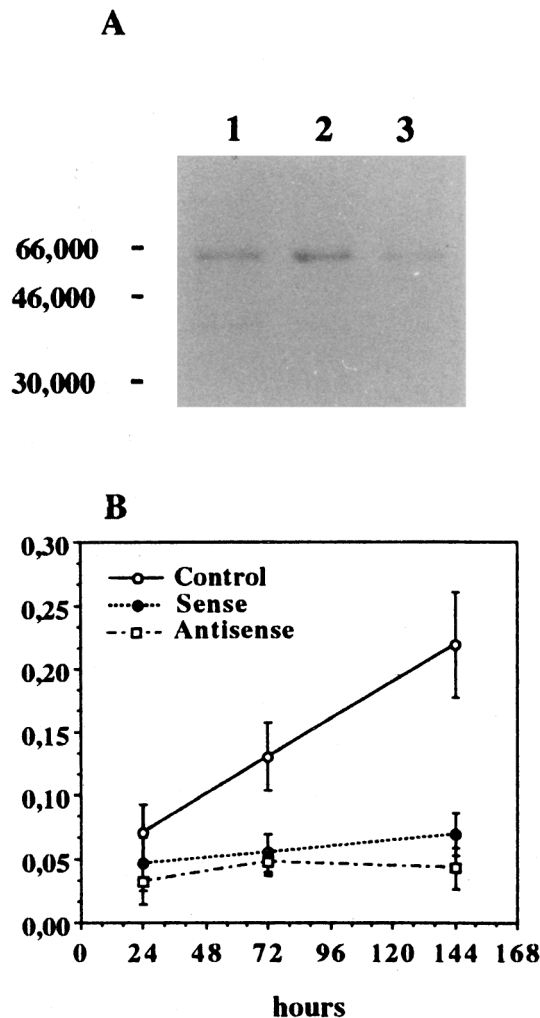 A
1 2 3
66,000 -
46,000 -
30,000 -
B
0,30
0,25
0,20
0,15
0,10
0,05
0,00
Control
Sense
Antisense
0 24 48 72 96 120 144 168
hours